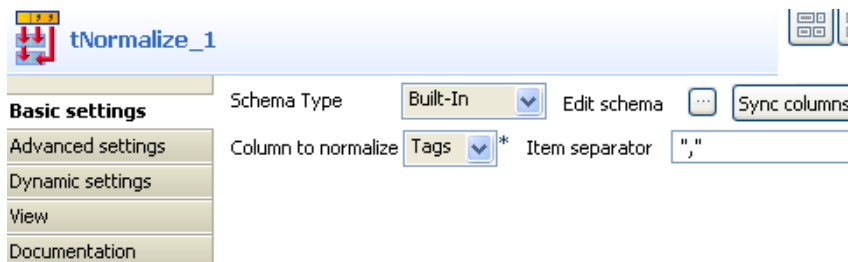 tNormalize_1
Basic settings
Schema Type Built-In Edit schema ... Sync columns
Advanced settings
Column to normalize Tags * Item separator ","
Dynamic settings
View
Documentation